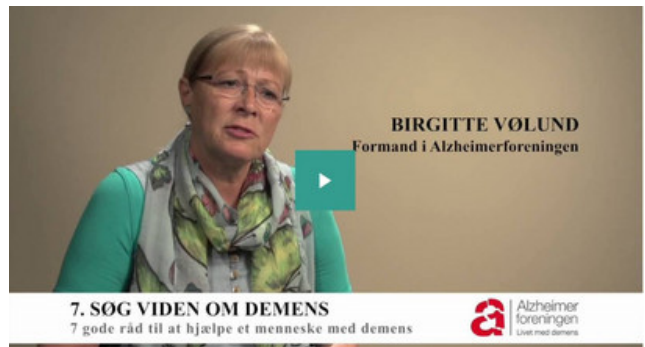 BIRGITTE VØLUND
Formand i Alzheimerforeningen
7. SØG VIDEN OM DEMENS
7 gode råd til at hjælpe et menneske med demens
Alzheimer
foreningen
Livet med demens